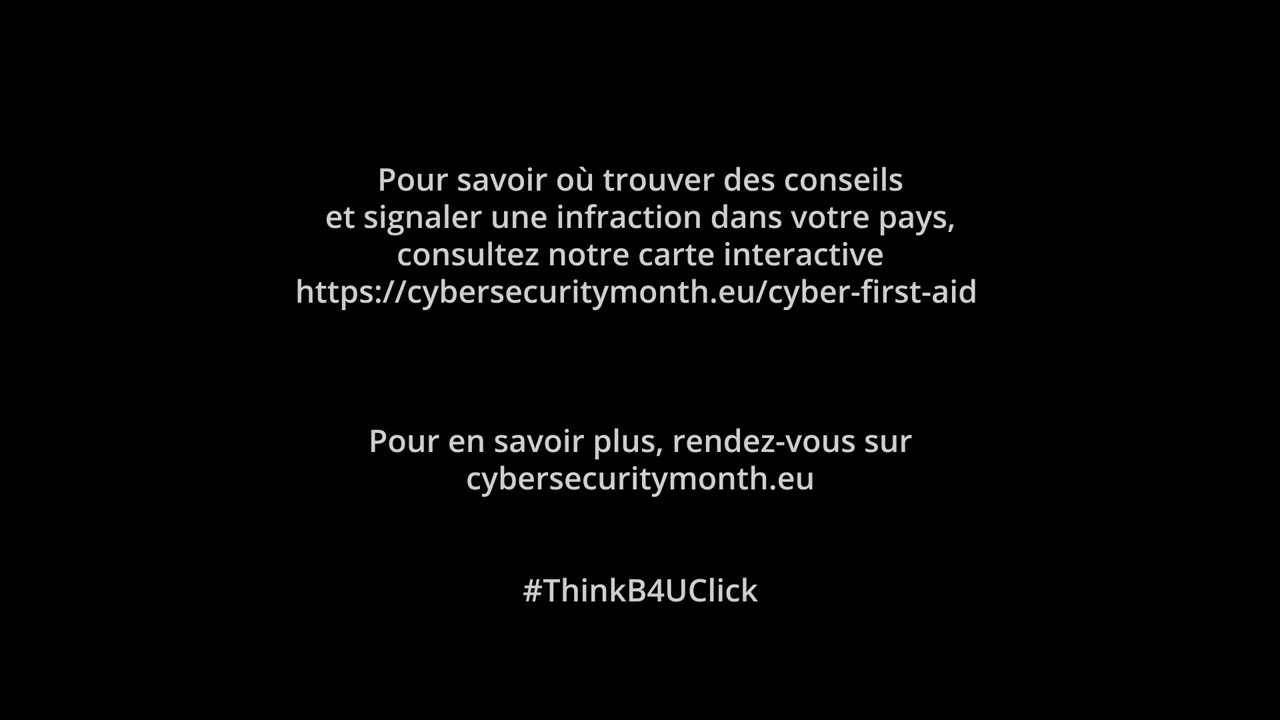 Pour savoir où trouver des conseils
et signaler une infraction dans votre pays,
consultez notre carte interactive
https://cybersecuritymonth.eu/cyber-first-aid
Pour en savoir plus, rendez-vous sur
cybersecuritymonth.eu
#ThinkB4UClick